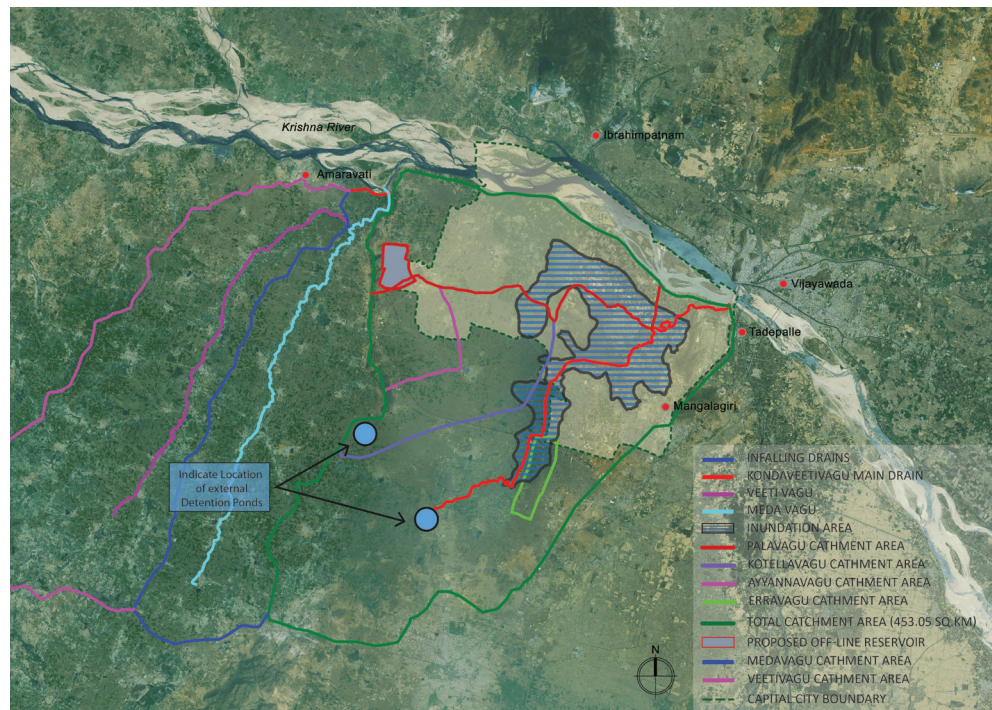 Krishna River
Ibrahimpatnam
Amaravati
Vijayawada
Tadepalle
Mangalagiri
Indicate Location
of external
Detention Ponds
INFALLING DRAINS
KONDAVEETIVAGU MAIN DRAIN
VEETI VAGU
MEDA VAGU
INUNDATION AREA
PALAVAGU CATHMENT AREA
KOTELLAVAGU CATHMENT AREA
AYYANNAVAGU CATHMENT AREA
ERRAVAGU CATHMENT AREA
TOTAL CATCHMENT AREA (453.05 SQ.KM)
PROPOSED OFF-LINE RESERVOIR
MEDAVAGU CATHMENT AREA
VEETIVAGU CATHMENT AREA
CAPITAL CITY BOUNDARY
N